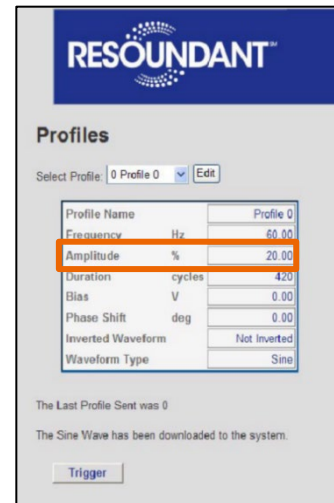 RESOUNDANT™
Profiles
Select Profile: 0 Profile 0 Edit
Profile Name Profile 0
Frequency Hz 60.00
Amplitude % 20.00
Duration cycles 420
Bias V 0.00
Phase Shift deg 0.00
Inverted Waveform Not Inverted
Waveform Type Sine
The Last Profile Sent was 0
The Sine Wave has been downloaded to the system.
Trigger